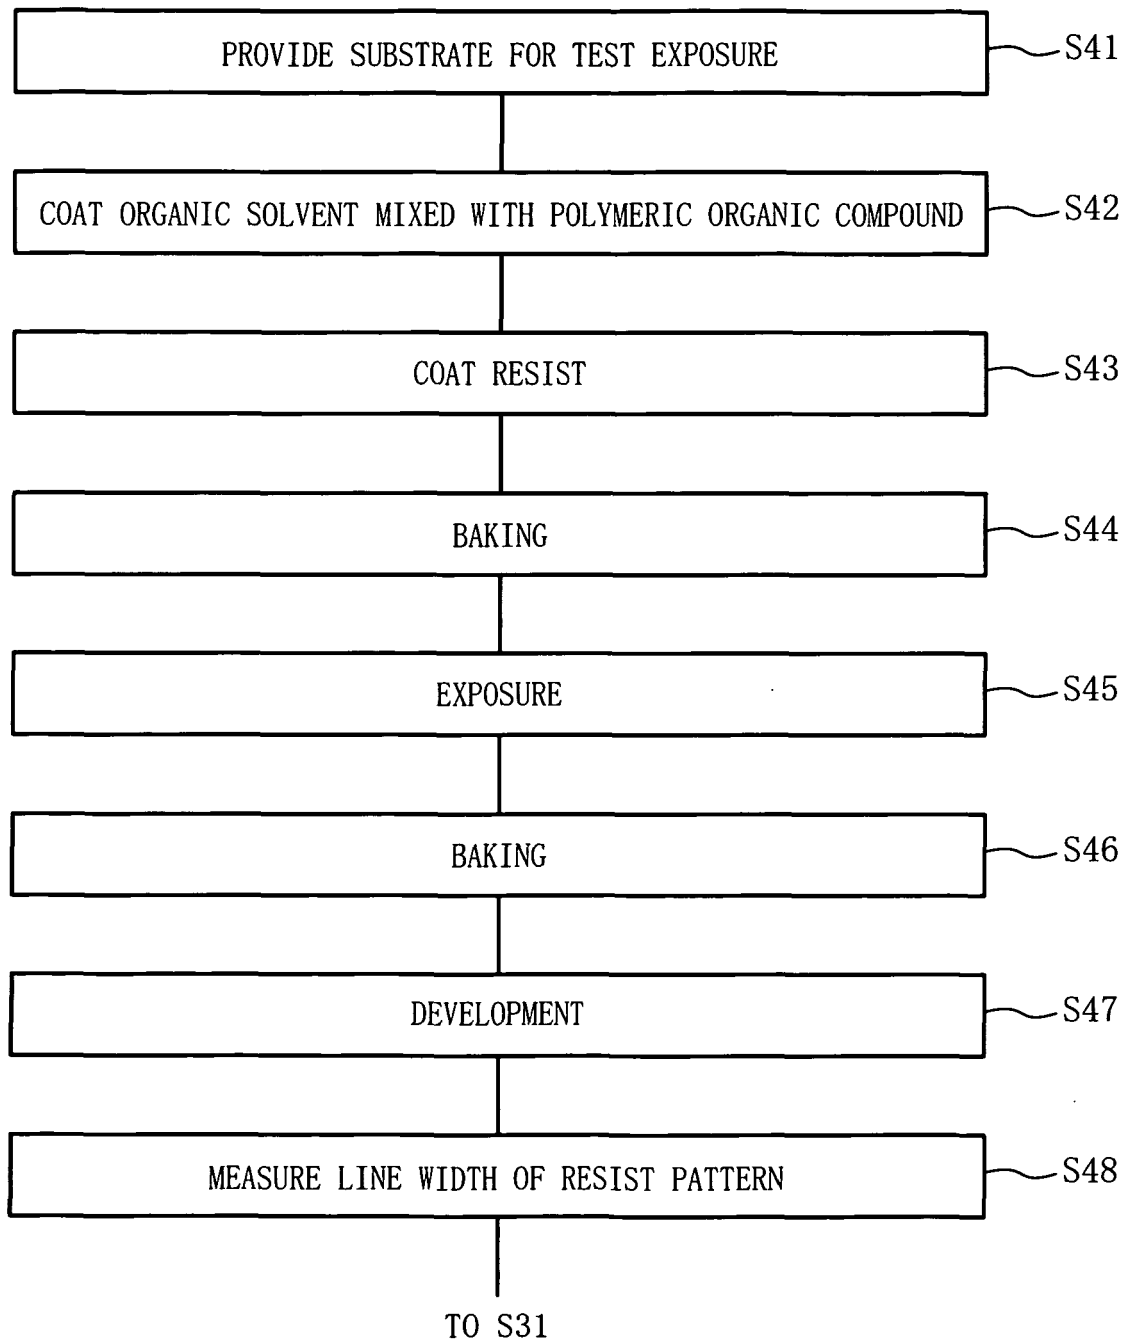 PROVIDE SUBSTRATE FOR TEST EXPOSURE S41
COAT ORGANIC SOLVENT MIXED WITH POLYMERIC ORGANIC COMPOUND S42
COAT RESIST S43
BAKING S44
EXPOSURE S45
BAKING S46
DEVELOPMENT S47
MEASURE LINE WIDTH OF RESIST PATTERN S48
TO S31